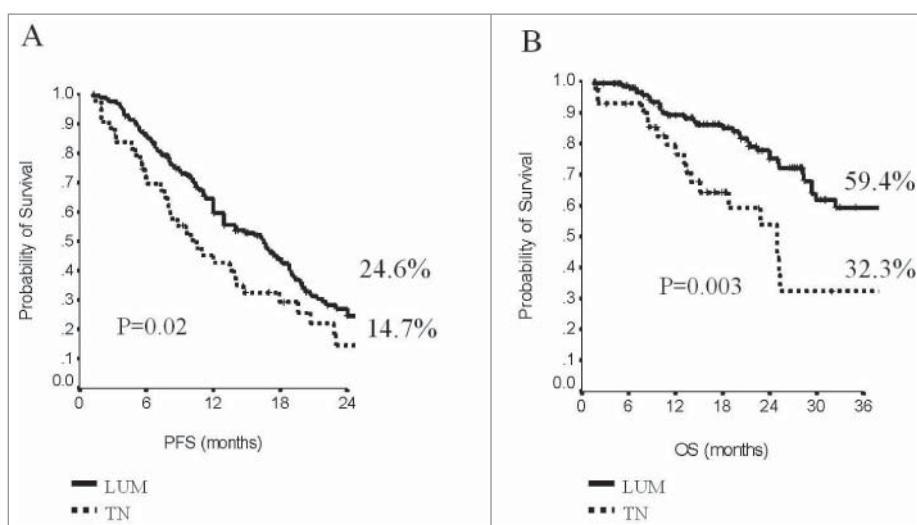 A
1.0
.9
.8
.7
.6
.5
.4
.3
.2
.1
0.0
Probability of Survival
24.6%
14.7%
P=0.02
0 6 12 18 24
PFS (months)
LUM
TN
B
1.0
.9
.8
.7
.6
.5
.4
.3
.2
.1
0.0
Probability of Survival
59.4%
32.3%
P=0.003
0 6 12 18 24 30 36
OS (months)
LUM
TN